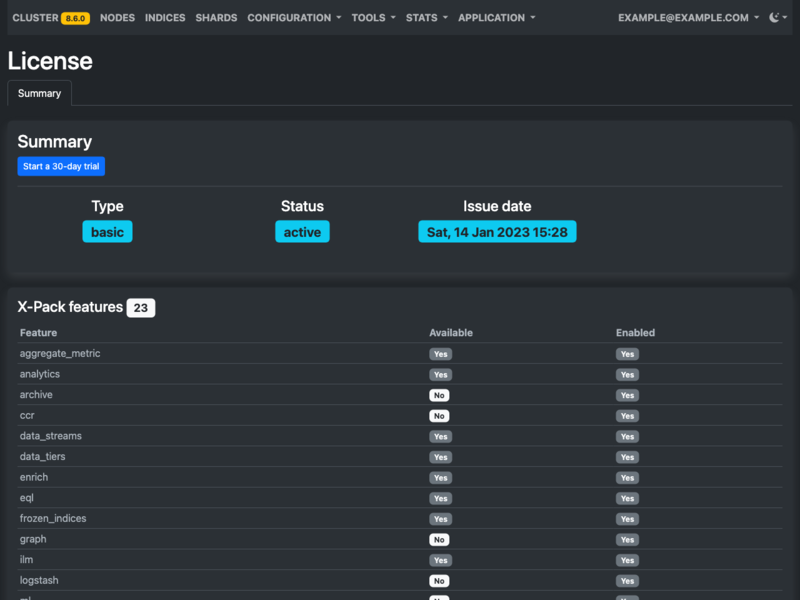 CLUSTER 8.6.0 NODES INDICES SHARDS CONFIGURATION TOOLS STATS APPLICATION EXAMPLE@EXAMPLE.COM
License
Summary
Summary
Start a 30-day trial
Type Status Issue date
basic active Sat, 14 Jan 2023 15:28
X-Pack features 23
Feature Available Enabled
aggregate_metric Yes Yes
analytics Yes Yes
archive No Yes
ccr No Yes
data_streams Yes Yes
data_tiers Yes Yes
enrich Yes Yes
eql Yes Yes
frozen_indices Yes Yes
graph No Yes
ilm Yes Yes
logstash No Yes